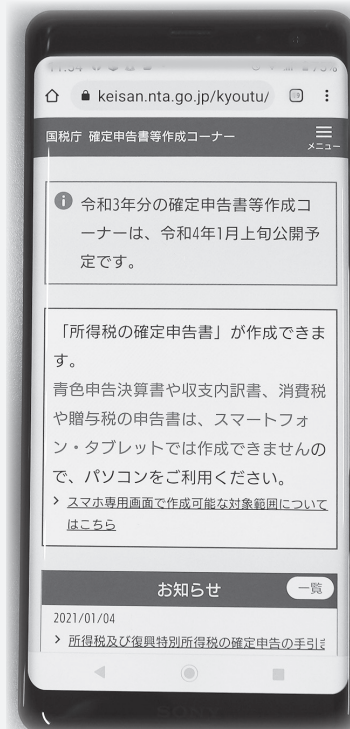 keisan.nta.go.jp/kyoutu/
国税庁 確定申告書等作成コーナー
メニュー
令和3年分の確定申告書等作成コ
ーナーは、令和4年1月上旬公開予
定です。
「所得税の確定申告書」が作成できま
す。
青色申告決算書や収支内訳書、消費税
や贈与税の申告書は、スマートフォ
ン・タブレットでは作成できませんの
で、パソコンをご利用ください。
> スマホ専用画面で作成可能な対象範囲について
はこちら
お知らせ 一覧
2021/01/04
> 所得税及び復興特別所得税の確定申告の手引き
SONY